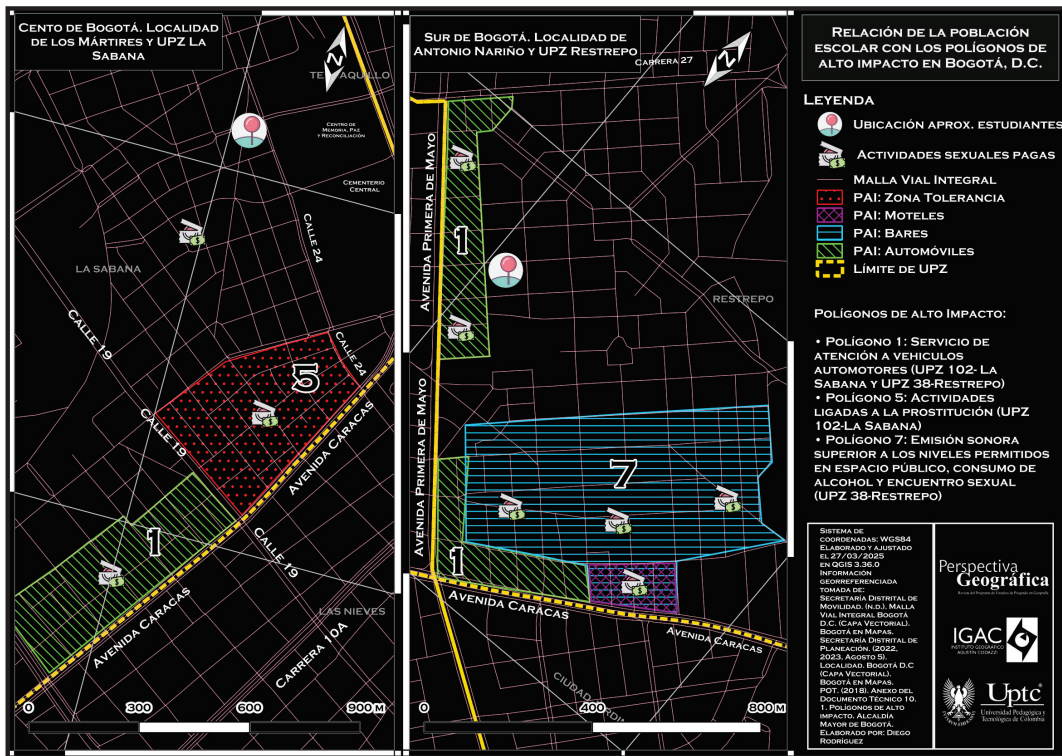 Cento de Bogotá. Localidad
de los Mártires y UPZ La
Sabana
Sur de Bogotá. Localidad de
Antonio Nariño y UPZ Restrepo
Relación de la población
escolar con los polígonos de
alto impacto en Bogotá, D.C.
Leyenda
Ubicación aprox. estudiantes
Actividades sexuales pagas
Malla Vial Integral
PAI: Zona Tolerancia
PAI: Moteles
PAI: Bares
PAI: Automóviles
Límite de UPZ
Polígonos de alto Impacto:
• Polígono 1: Servicio de
atención a vehiculos
automotores (UPZ 102- La
Sabana y UPZ 38-Restrepo)
• Polígono 5: Actividades
ligadas a la prostitución (UPZ
102-La Sabana)
• Polígono 7: Emisión sonora
superior a los niveles permitidos
en espacio público, consumo de
alcohol y encuentro sexual
(UPZ 38-Restrepo)
Sistema de
coordenadas: WGS84
Elaborado y ajustado
el 27/03/2025
en QGIS 3.36.0
Información
georreferenciada
tomada de:
Secretaría Distrital de
Movilidad. (n.d.). Malla
Vial Integral Bogotá
D.C. (Capa Vectorial).
Bogotá en Mapas.
Secretaría Distrital de
Planeación. (2022,
2023, Agosto 5).
Localidad. Bogotá D.C
(Capa Vectorial).
Bogotá en Mapas.
POT. (2018). Anexo del
Documento Técnico 10.
1. Polígonos de alto
impacto. Alcaldía
Mayor de Bogotá.
Elaborado por: Diego
Rodríguez
Perspectiva
Geográfica
IGAC
INSTITUTO GEOGRÁFICO
AGUSTÍN CODAZZI
Uptc
Universidad Pedagógica y
Tecnológica de Colombia
Centro de
Memoria, Paz
y Reconciliación
Cementerio
Central
La Sabana
Calle 24
Calle 24
Calle 19
Calle 19
Calle 19
5
1
Avenida Caracas
Avenida Caracas
Las Nieves
Carrera 10A
0
300
600
900 m
Carrera 27
Avenida Primera de Mayo
Avenida Primera de Mayo
1
Restrepo
7
1
Avenida Caracas
Avenida Caracas
0
400
800 m